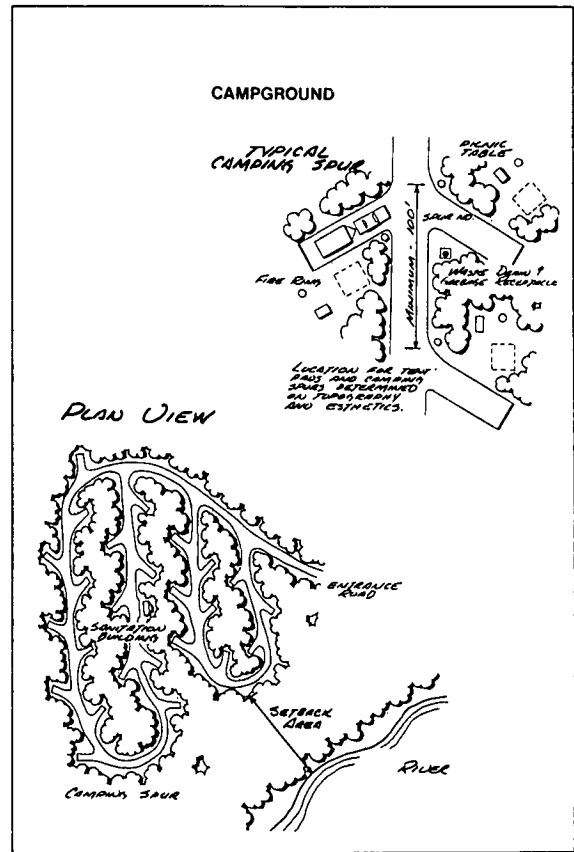 CAMPGROUND
TYPICAL
CAMPING SPUR
PICNIC
TABLE
SPUR NO.
MINIMUM - 100'
FIRE RING
WASTE DRAIN &
GARBAGE RECEPTACLE
LOCATION FOR TENT
PADS AND CAMPING
SPURS DETERMINED
ON TOPOGRAPHY
AND ESTHETICS.
PLAN VIEW
ENTRANCE
ROAD
SANITATION
BUILDING
SETBACK
AREA
RIVER
CAMPING SPUR